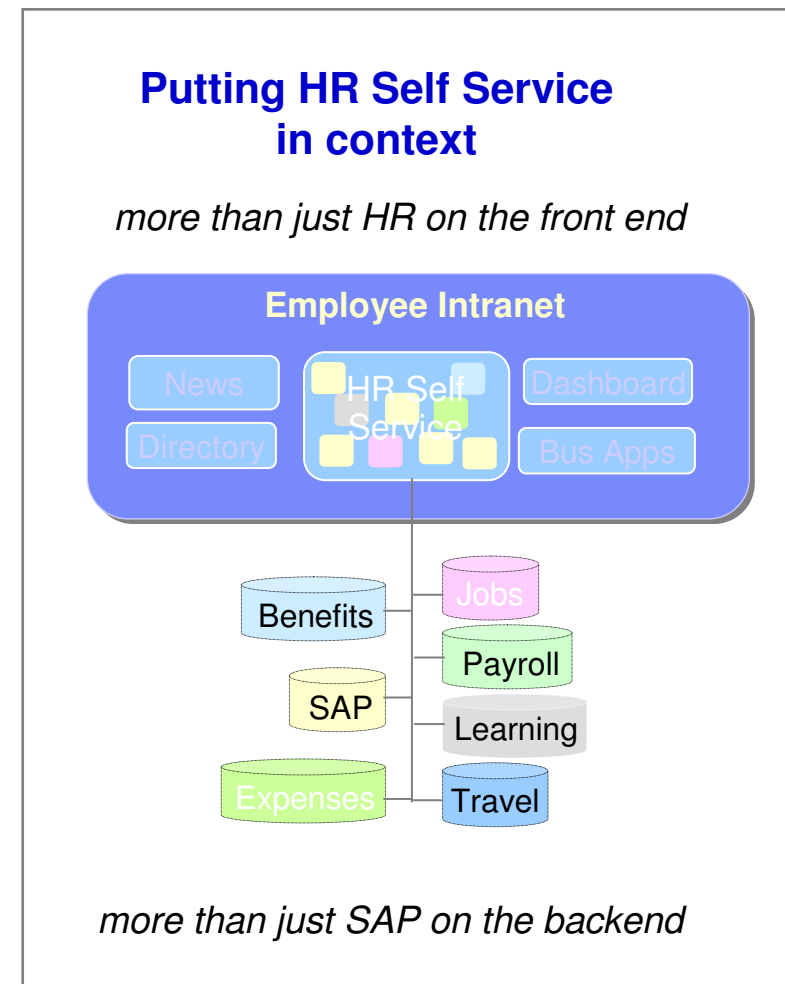 Putting HR Self Service
in context
more than just HR on the front end
Employee Intranet
News
Directory
HR Self
Service
Dashboard
Bus Apps
Benefits
Jobs
Payroll
SAP
Learning
Expenses
Travel
more than just SAP on the backend